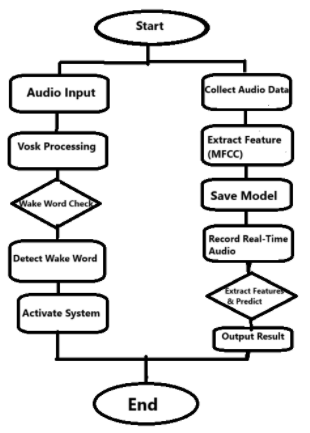 Start
Audio Input
Vosk Processing
Wake Word Check
Detect Wake Word
Activate System
Collect Audio Data
Extract Feature
(MFCC)
Save Model
Record Real-Time
Audio
Extract Features
& Predict
Output Result
End